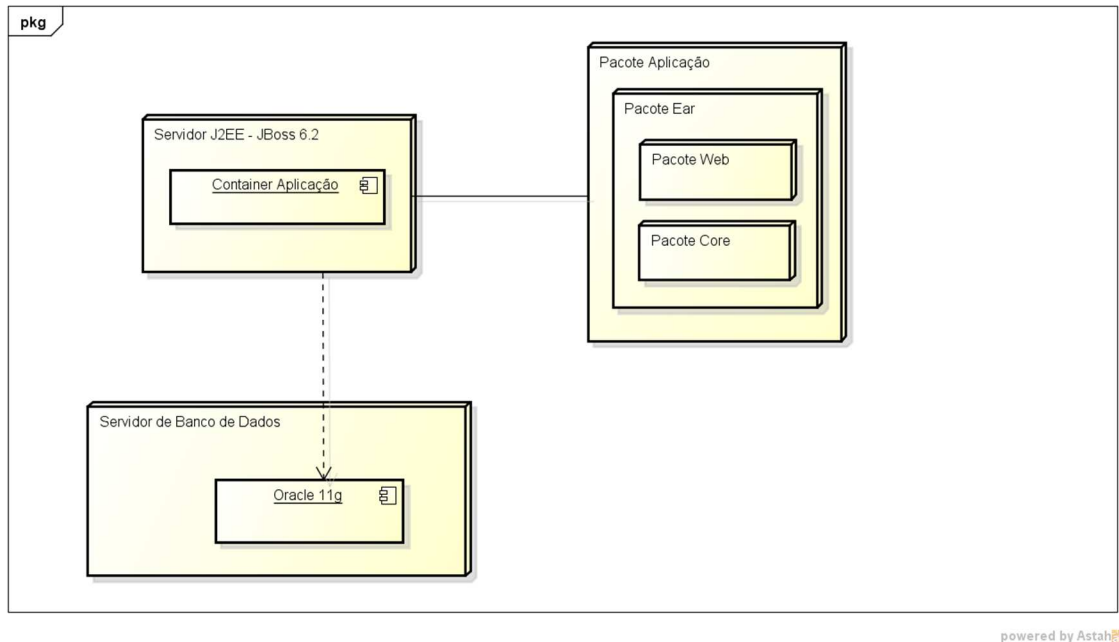 pkg
Pacote Aplicação
Pacote Ear
Servidor J2EE - JBoss 6.2
Pacote Web
Container Aplicação
Pacote Core
Servidor de Banco de Dados
Oracle 11g
powered by Astah